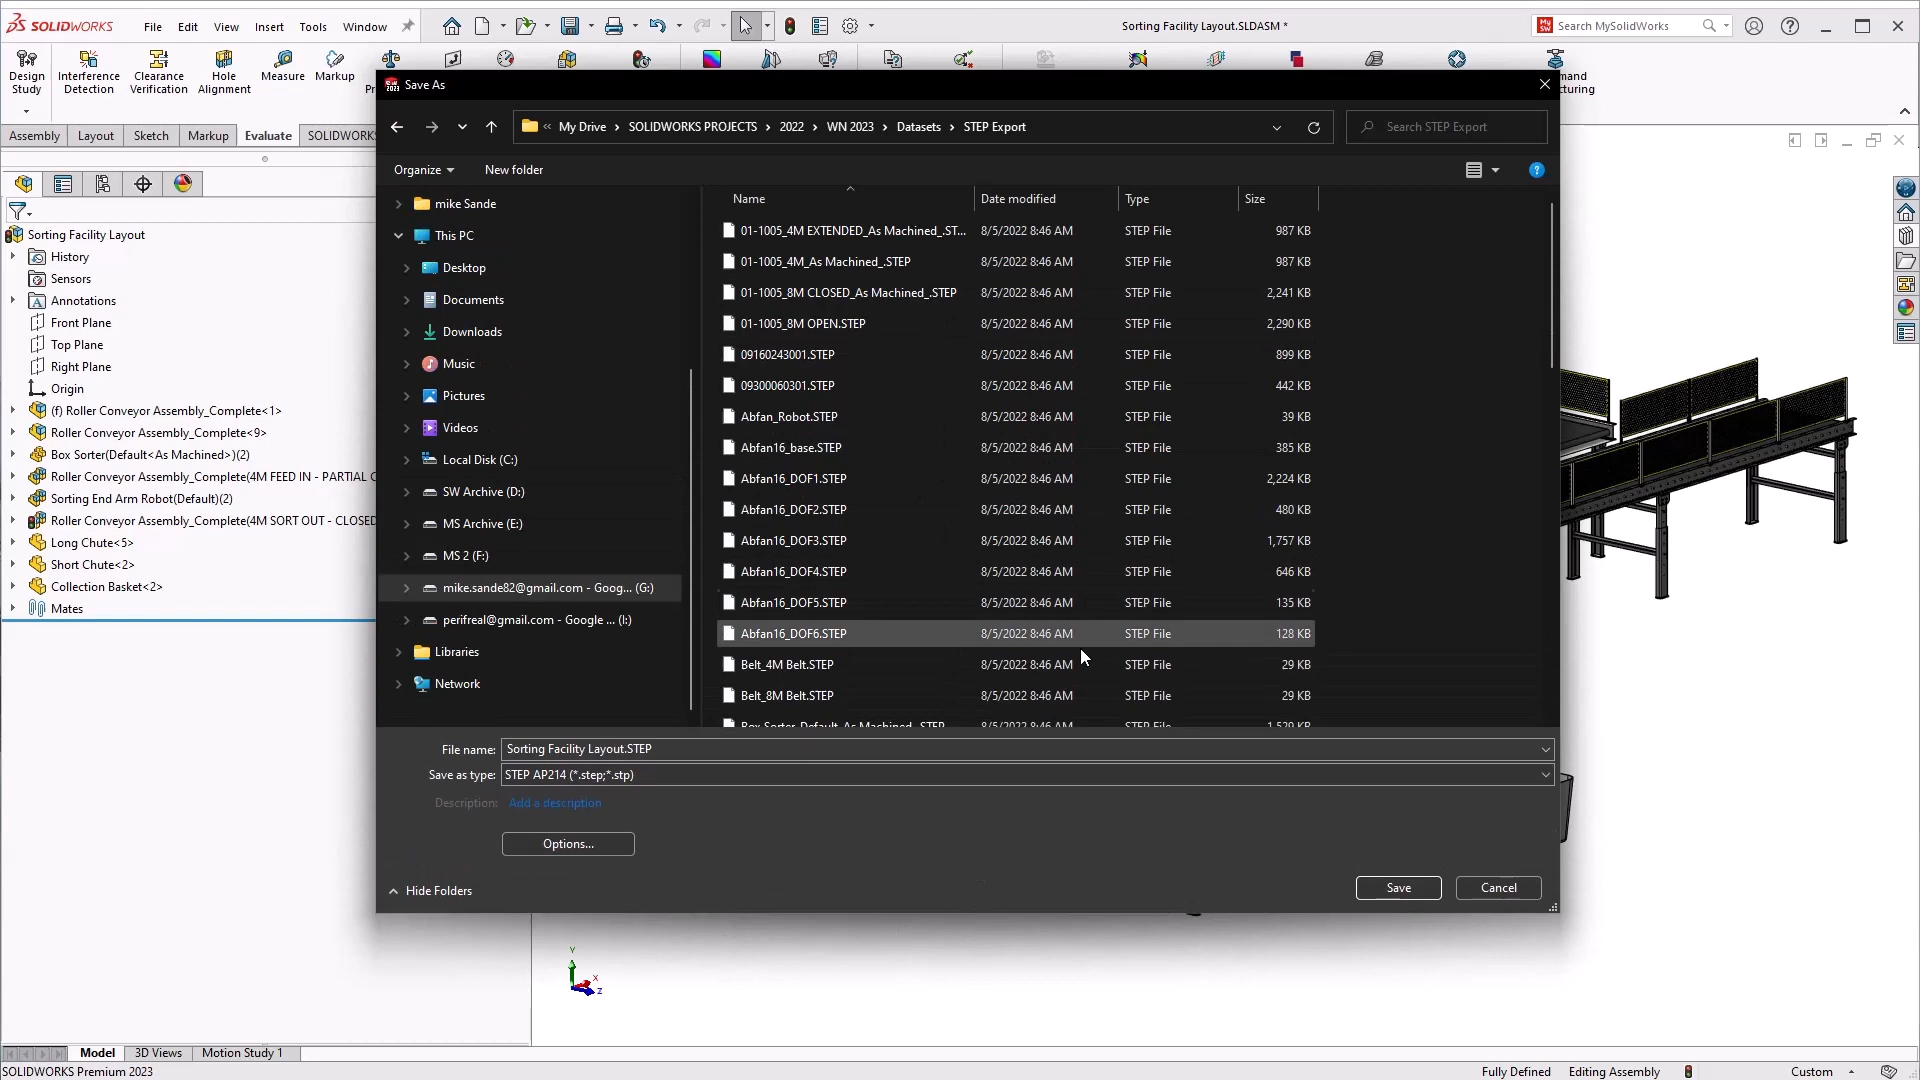 SOLIDWORKS File Edit View Insert Tools Window Sorting Facility Layout.SLDASM * Search MySolidWorks
Design Study Interference Detection Clearance Verification Hole Alignment Measure Markup
Assembly Layout Sketch Markup Evaluate SOLIDWORKS
Sorting Facility Layout
History
Sensors
Annotations
Front Plane
Top Plane
Right Plane
Origin
(f) Roller Conveyor Assembly_Complete<1>
Roller Conveyor Assembly_Complete<9>
Box Sorter(Default<As Machined>)(2)
Roller Conveyor Assembly_Complete(4M FEED IN - PARTIAL C
Sorting End Arm Robot(Default)(2)
Roller Conveyor Assembly_Complete(4M SORT OUT - CLOSED
Long Chute<5>
Short Chute<2>
Collection Basket<2>
Mates
Save As
« My Drive › SOLIDWORKS PROJECTS › 2022 › WN 2023 › Datasets › STEP Export Search STEP Export
Organize New folder
mike Sande
This PC
Desktop
Documents
Downloads
Music
Pictures
Videos
Local Disk (C:)
SW Archive (D:)
MS Archive (E:)
MS 2 (F:)
mike.sande82@gmail.com - Goog... (G:)
perifreal@gmail.com - Google ... (I:)
Libraries
Network
Name Date modified Type Size
01-1005_4M EXTENDED_As Machined_.ST... 8/5/2022 8:46 AM STEP File 987 KB
01-1005_4M_As Machined_.STEP 8/5/2022 8:46 AM STEP File 987 KB
01-1005_8M CLOSED_As Machined_.STEP 8/5/2022 8:46 AM STEP File 2,241 KB
01-1005_8M OPEN.STEP 8/5/2022 8:46 AM STEP File 2,290 KB
09160243001.STEP 8/5/2022 8:46 AM STEP File 899 KB
09300060301.STEP 8/5/2022 8:46 AM STEP File 442 KB
Abfan_Robot.STEP 8/5/2022 8:46 AM STEP File 39 KB
Abfan16_base.STEP 8/5/2022 8:46 AM STEP File 385 KB
Abfan16_DOF1.STEP 8/5/2022 8:46 AM STEP File 2,224 KB
Abfan16_DOF2.STEP 8/5/2022 8:46 AM STEP File 480 KB
Abfan16_DOF3.STEP 8/5/2022 8:46 AM STEP File 1,757 KB
Abfan16_DOF4.STEP 8/5/2022 8:46 AM STEP File 646 KB
Abfan16_DOF5.STEP 8/5/2022 8:46 AM STEP File 135 KB
Abfan16_DOF6.STEP 8/5/2022 8:46 AM STEP File 128 KB
Belt_4M Belt.STEP 8/5/2022 8:46 AM STEP File 29 KB
Belt_8M Belt.STEP 8/5/2022 8:46 AM STEP File 29 KB
Box Sorter_Default_As Machined_.STEP 8/5/2022 8:46 AM STEP File 1,529 KB
File name: Sorting Facility Layout.STEP
Save as type: STEP AP214 (*.step;*.stp)
Description: Add a description
Options...
Hide Folders Save Cancel
Y
X
Z
Model 3D Views Motion Study 1
SOLIDWORKS Premium 2023 Fully Defined Editing Assembly Custom